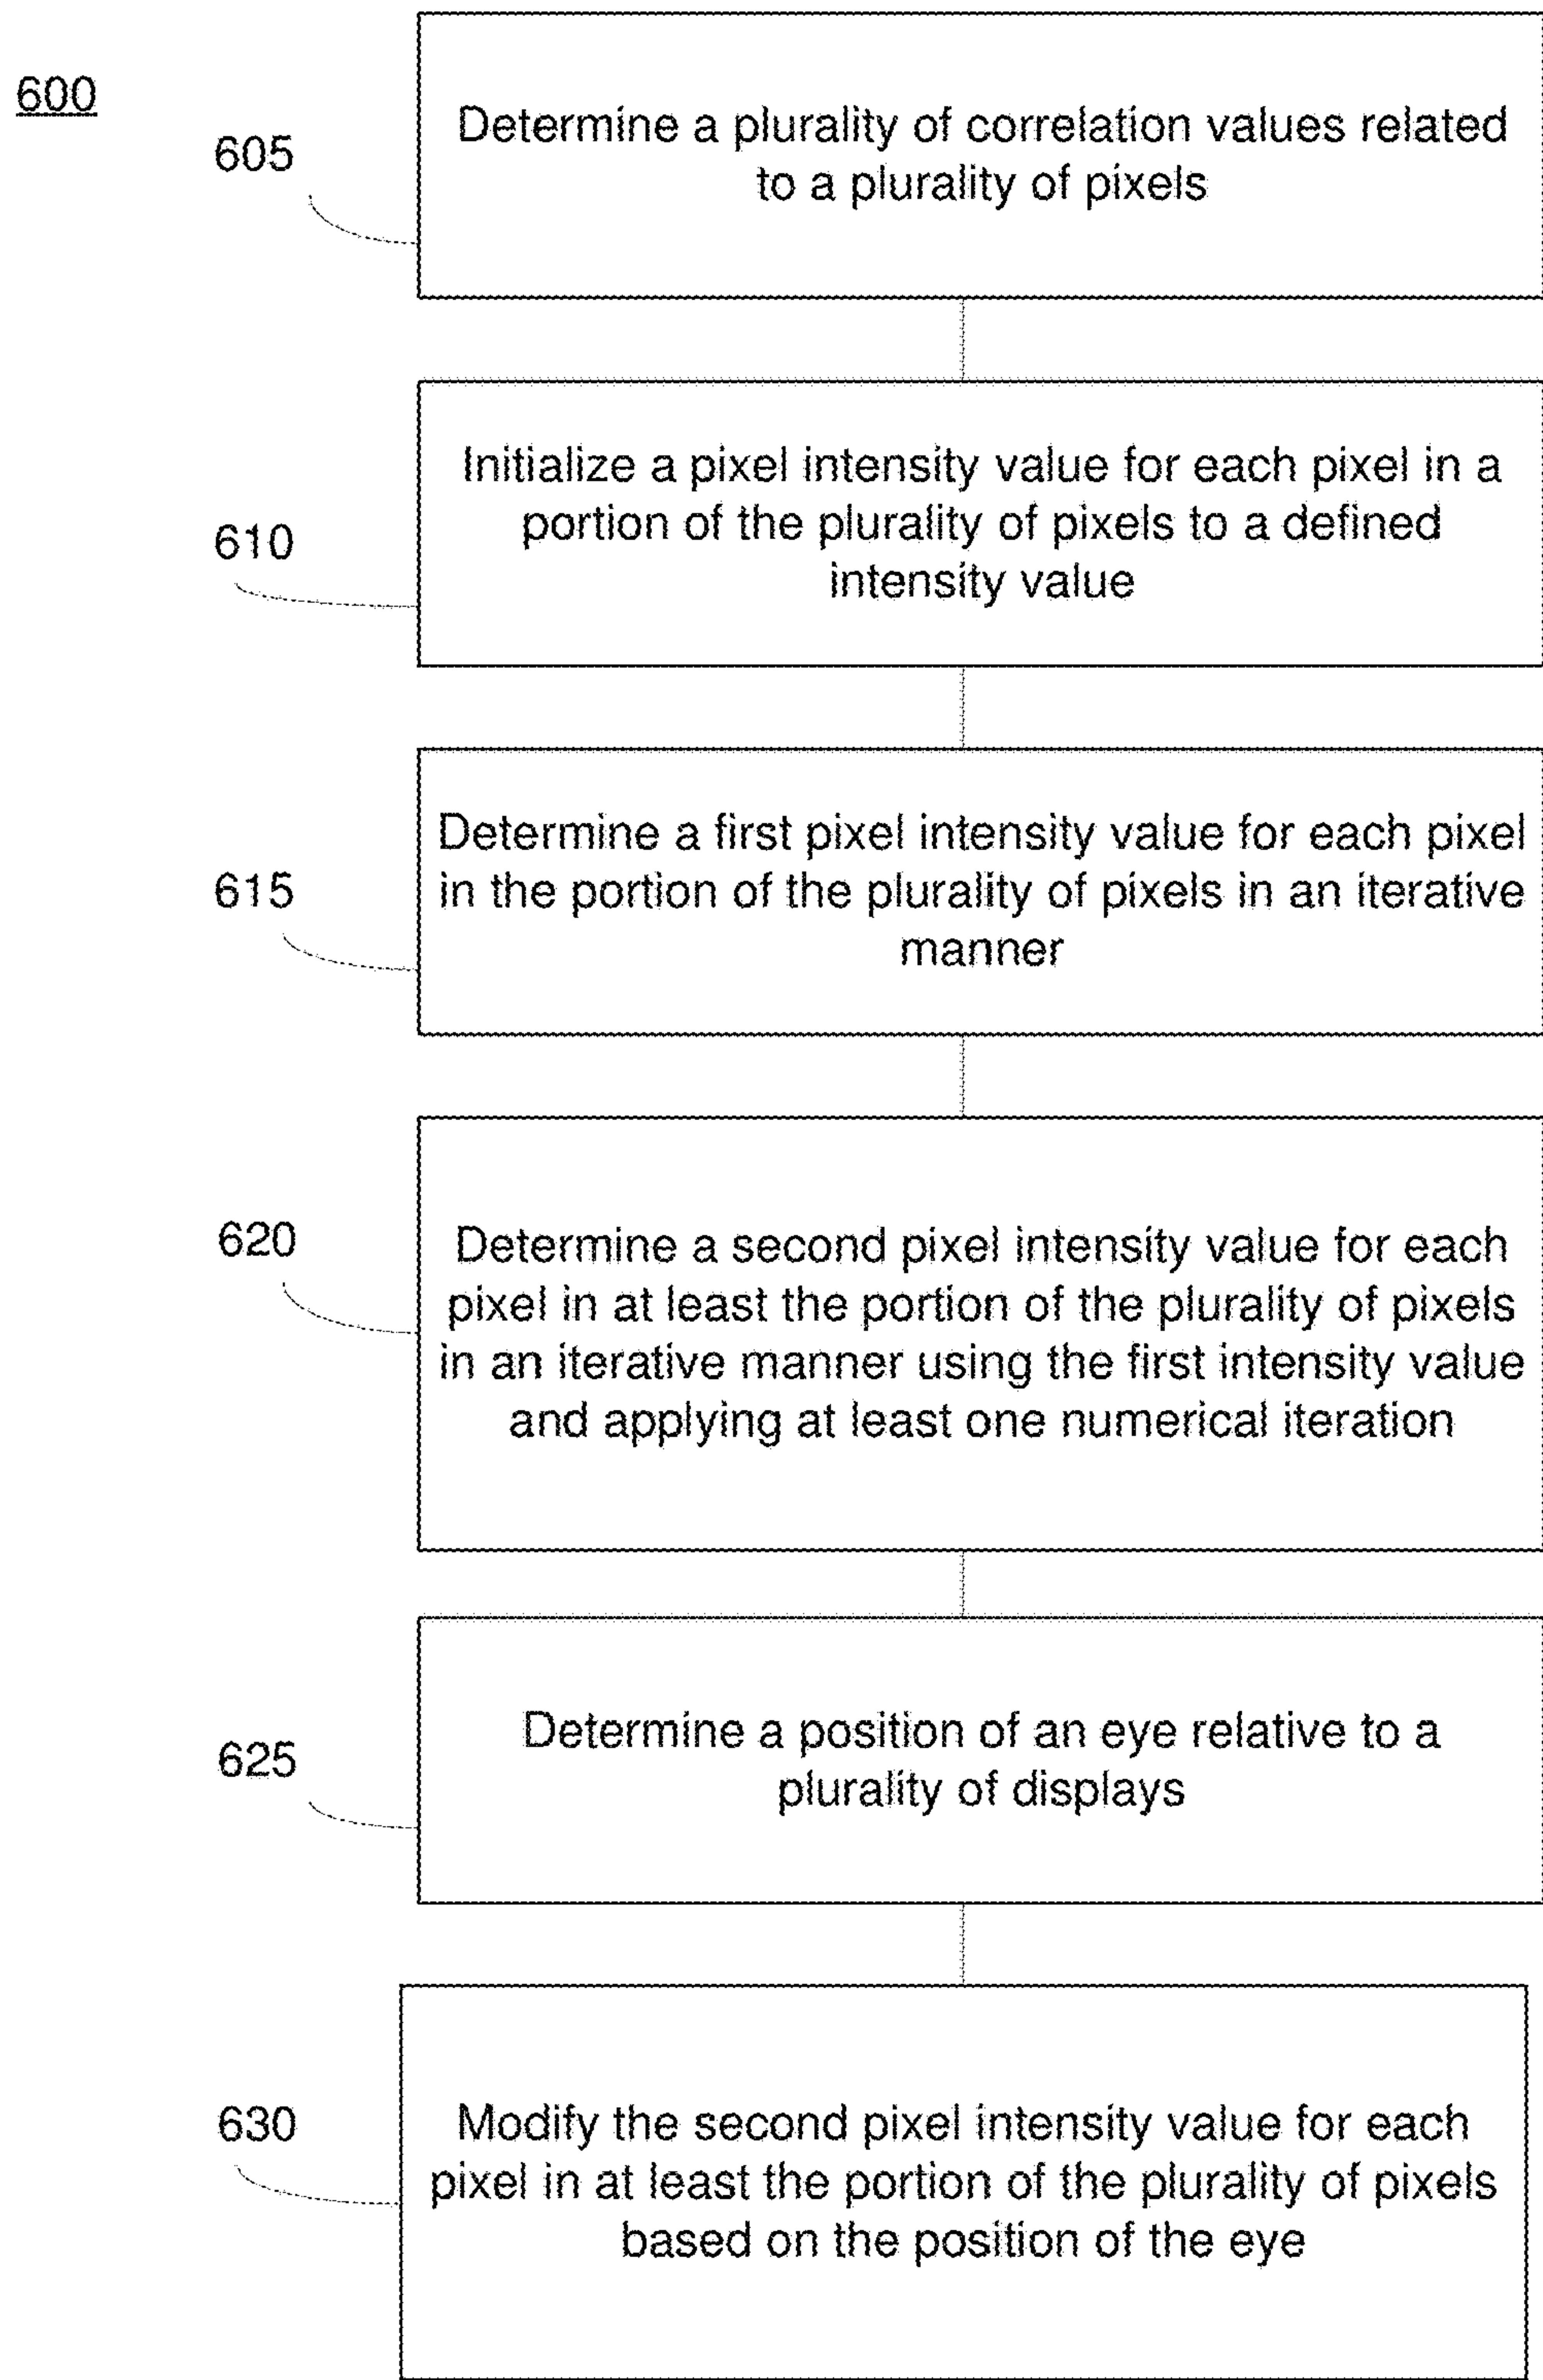 600
605
Determine a plurality of correlation values related
to a plurality of pixels
610
Initialize a pixel intensity value for each pixel in a
portion of the plurality of pixels to a defined
intensity value
615
Determine a first pixel intensity value for each pixel
in the portion of the plurality of pixels in an iterative
manner
620
Determine a second pixel intensity value for each
pixel in at least the portion of the plurality of pixels
in an iterative manner using the first intensity value
and applying at least one numerical iteration
625
Determine a position of an eye relative to a
plurality of displays
630
Modify the second pixel intensity value for each
pixel in at least the portion of the plurality of pixels
based on the position of the eye